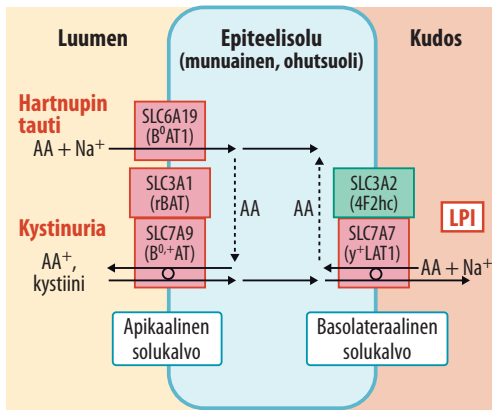 Luumen
Epiteelisolu
(munuainen, ohutsuoli)
Kudos
Hartnupin
tauti
AA + Na⁺
SLC6A19
(B⁰AT1)
SLC3A1
(rBAT)
AA
AA
SLC3A2
(4F2hc)
LPI
Kystinuria
SLC7A9
(B⁰,⁺AT)
SLC7A7
(y⁺LAT1)
AA⁺,
kystiini
AA + Na⁺
Apikaalinen
solukalvo
Basolateraalinen
solukalvo